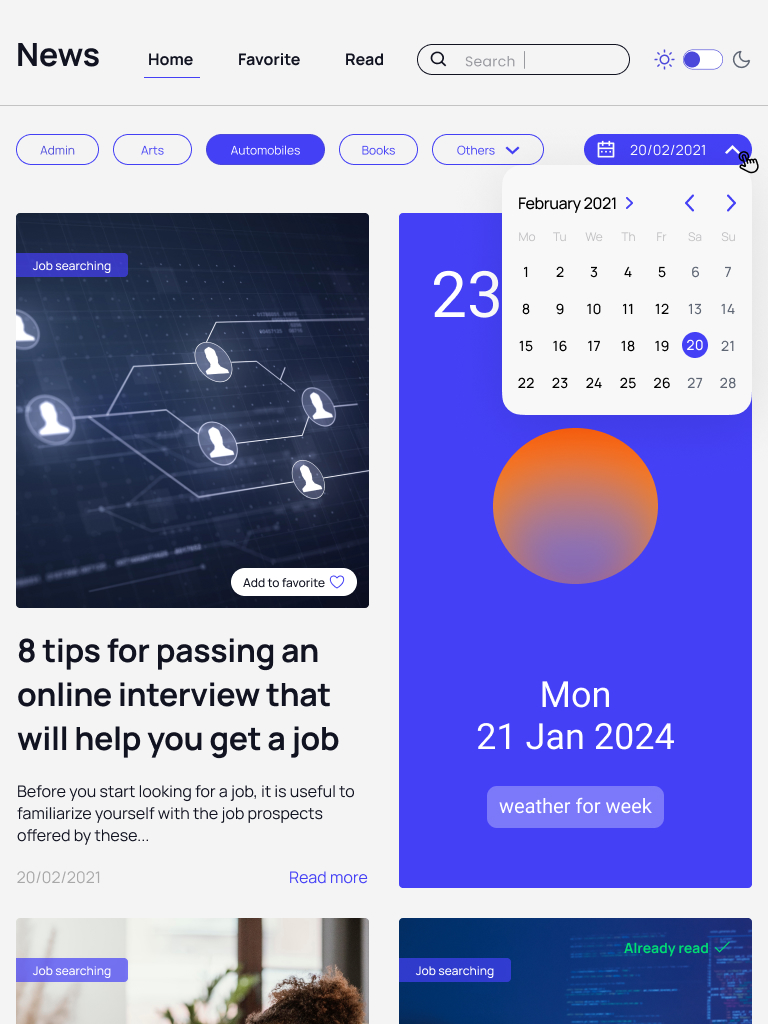 News
Home
Favorite
Read
Search
Admin
Arts
Automobiles
Books
Others
20/02/2021
February 2021
Mo Tu We Th Fr Sa Su
1 2 3 4 5 6 7
8 9 10 11 12 13 14
15 16 17 18 19 20 21
22 23 24 25 26 27 28
Job searching
Add to favorite
8 tips for passing an
online interview that
will help you get a job
Before you start looking for a job, it is useful to
familiarize yourself with the job prospects
offered by these...
20/02/2021
Read more
23
Mon
21 Jan 2024
weather for week
Job searching
Already read
Job searching